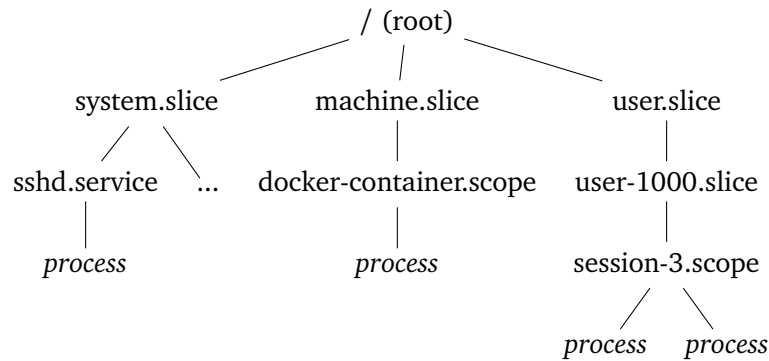 / (root)
system.slice machine.slice user.slice
sshd.service ... docker-container.scope user-1000.slice
process process session-3.scope
process process